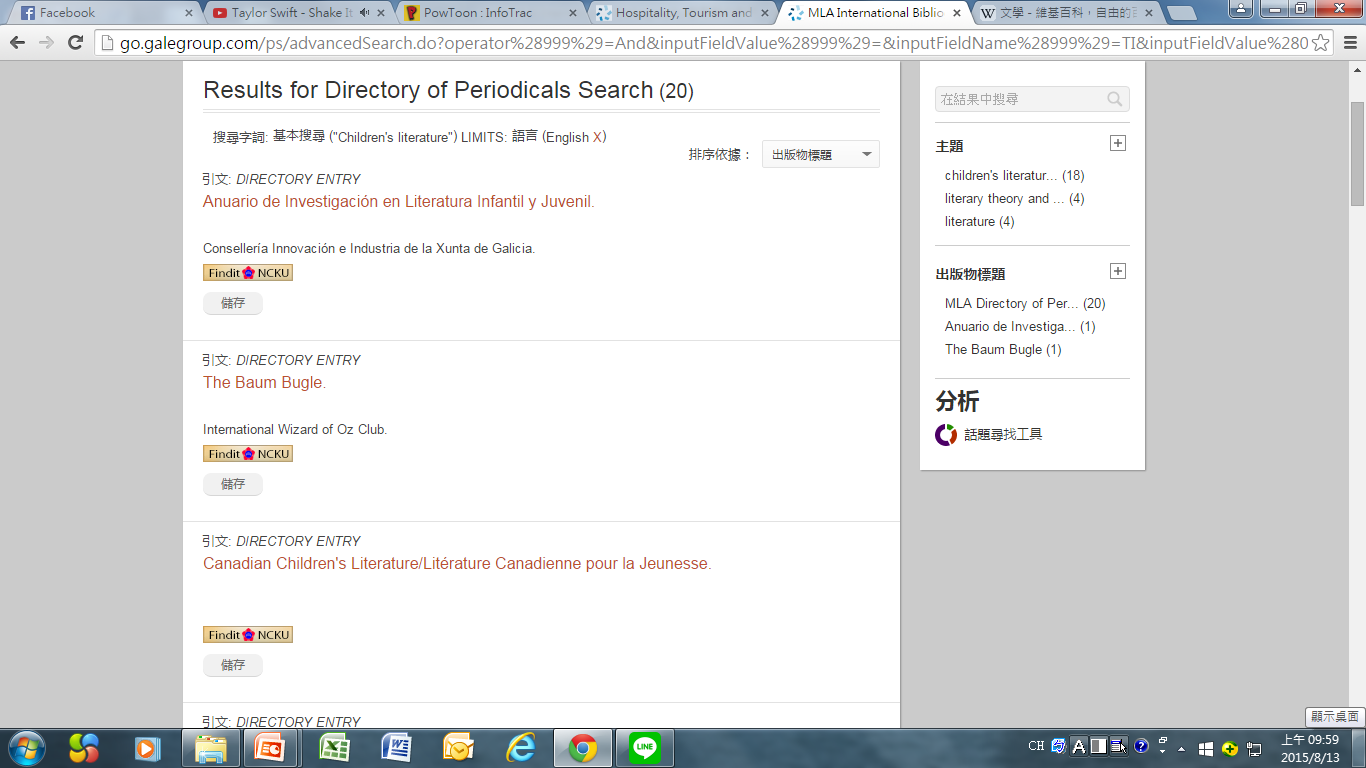 Facebook
Taylor Swift - Shake It
PowToon : InfoTrac
Hospitality, Tourism and
MLA International Biblio
文學 - 維基百科，自由的
go.galegroup.com/ps/advancedSearch.do?operator%28999%29=And&inputFieldValue%28999%29=&inputFieldName%28999%29=TI&inputFieldValue%280
Results for Directory of Periodicals Search (20)
搜尋字詞: 基本搜尋 ("Children's literature") LIMITS: 語言 (English X)
排序依據： 出版物標題
引文: DIRECTORY ENTRY
Anuario de Investigación en Literatura Infantil y Juvenil.
Consellería Innovación e Industria de la Xunta de Galicia.
Findit NCKU
儲存
引文: DIRECTORY ENTRY
The Baum Bugle.
International Wizard of Oz Club.
Findit NCKU
儲存
引文: DIRECTORY ENTRY
Canadian Children's Literature/Litérature Canadienne pour la Jeunesse.
Findit NCKU
儲存
引文: DIRECTORY ENTRY
在結果中搜尋
主題
children's literatur... (18)
literary theory and ... (4)
literature (4)
出版物標題
MLA Directory of Per... (20)
Anuario de Investiga... (1)
The Baum Bugle (1)
分析
話題尋找工具
顯示桌面
LINE
CH
A
上午 09:59
2015/8/13